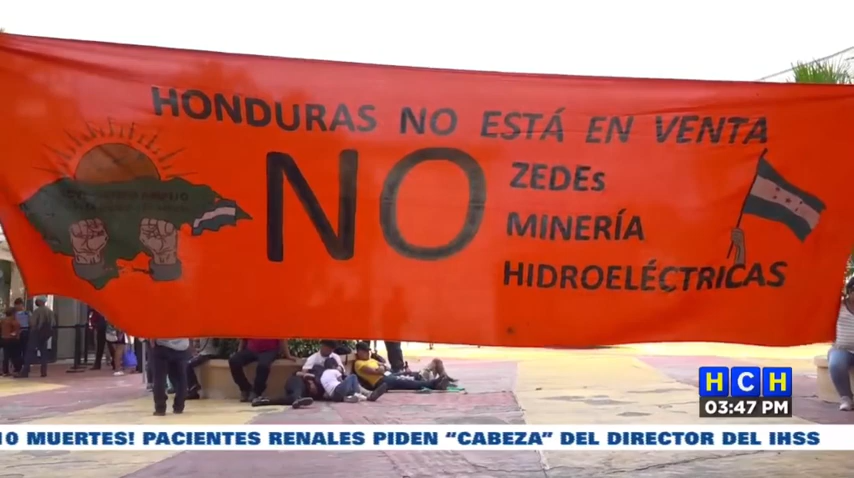 HONDURAS NO ESTÁ EN VENTA
NO
ZEDEs
MINERÍA
HIDROELÉCTRICAS
HCH
03:47 PM
10 MUERTES! PACIENTES RENALES PIDEN “CABEZA” DEL DIRECTOR DEL IHSS